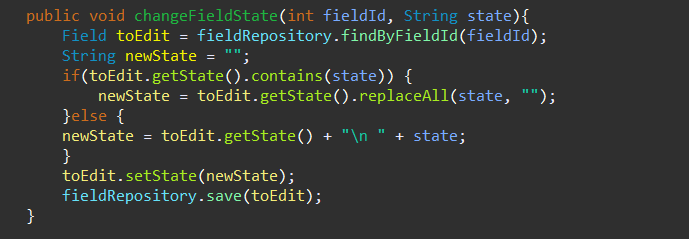 public void changeFieldState(int fieldId, String state){
    Field toEdit = fieldRepository.findByFieldId(fieldId);
    String newState = "";
    if(toEdit.getState().contains(state)) {
        newState = toEdit.getState().replaceAll(state, "");
    }else {
    newState = toEdit.getState() + "\n " + state;
    }
    toEdit.setState(newState);
    fieldRepository.save(toEdit);
}